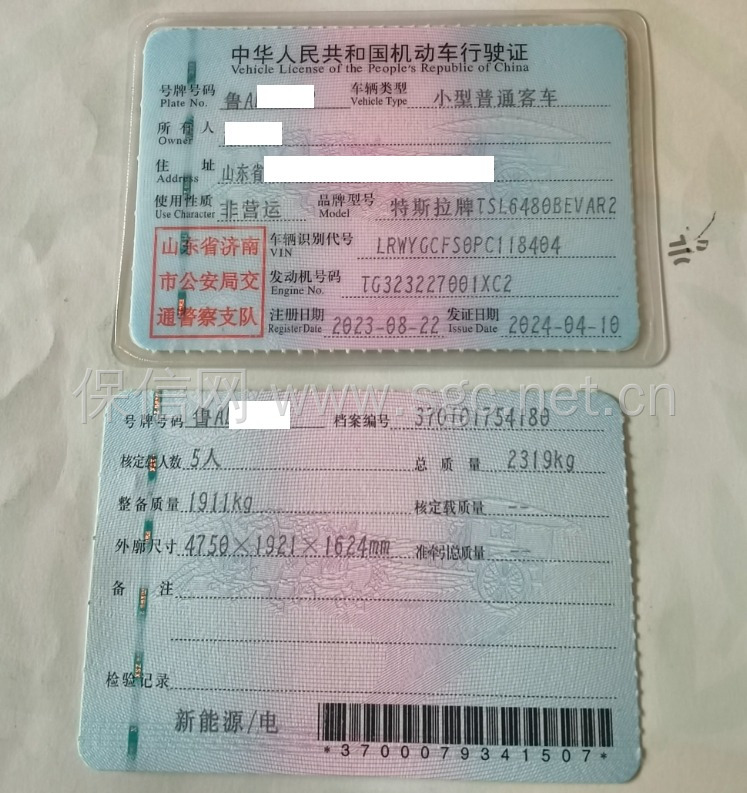 中华人民共和国机动车行驶证
Vehicle License of the People's Republic of China
号牌号码 鲁A 车辆类型 小型普通客车
Plate No. Vehicle Type
所有人
Owner
住址 山东省
Address
使用性质 非营运 品牌型号 特斯拉牌TSL6480BEVAR2
Use Character Model
山东省济南
市公安局交
通警察支队
车辆识别代号 LRWYGCFS0PC118404
VIN
发动机号码 TG323227001XC2
Engine No.
注册日期 2023-08-22 发证日期 2024-04-10
Register Date Issue Date
保信网 www.sgc.net.cn
号牌号码 鲁A 档案编号 370101754180
核定载人数 5人 总质量 2319kg
整备质量 1911kg 核定载质量 --
外廓尺寸 4750×1921×1624mm 准牵引总质量 --
备注
检验记录
新能源/电
*3700079341507*